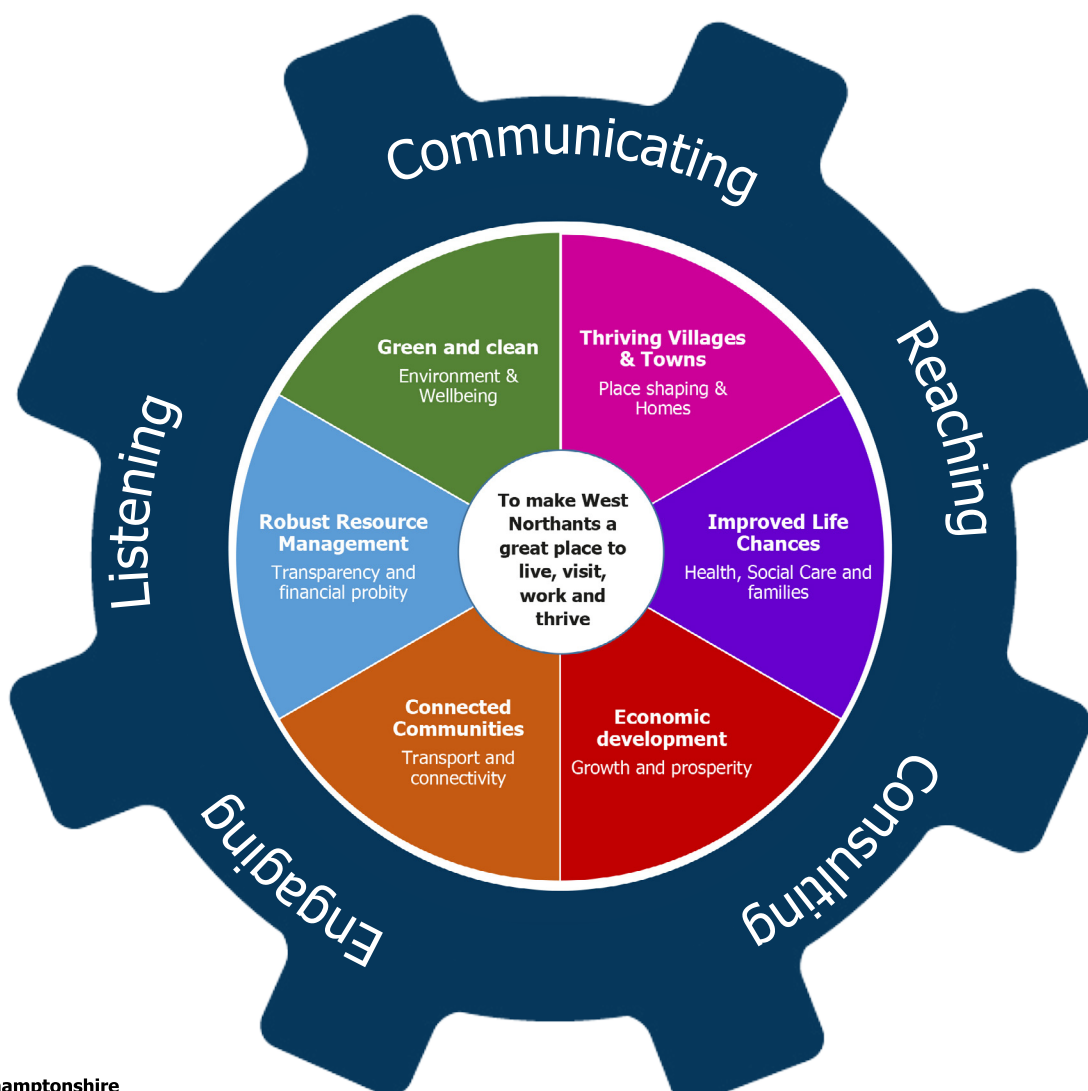 Communicating
Reaching
Consulting
Engaging
Listening
Green and clean
Environment &
Wellbeing
Thriving Villages
& Towns
Place shaping &
Homes
Improved Life
Chances
Health, Social Care and
families
Economic
development
Growth and prosperity
Connected
Communities
Transport and
connectivity
Robust Resource
Management
Transparency and
financial probity
To make West
Northants a
great place to
live, visit,
work and
thrive